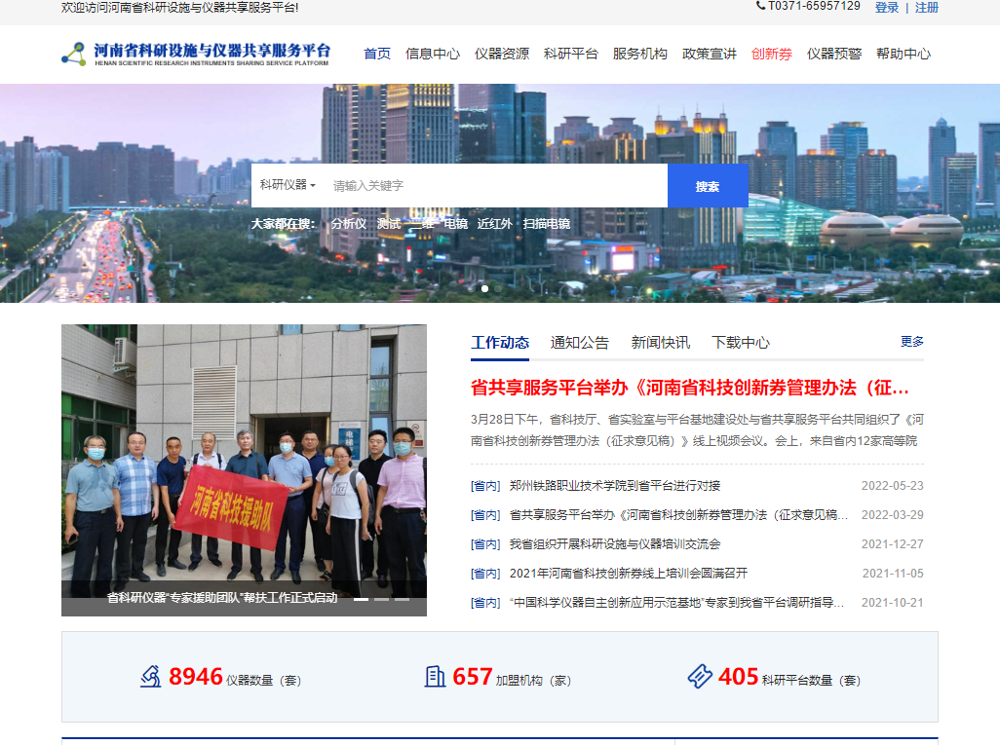 欢迎访问河南省科研设施与仪器共享服务平台!
T0371-65957129 登录 | 注册
河南省科研设施与仪器共享服务平台
HENAN SCIENTIFIC RESEARCH INSTRUMENTS SHARING SERVICE PLATFORM
首页 信息中心 仪器资源 科研平台 服务机构 政策宣讲 创新券 仪器预警 帮助中心
科研仪器 请输入关键字 搜索
大家都在搜: 分析仪 测试 二维 电镜 近红外 扫描电镜
河南省科技援助队
省科研仪器“专家援助团队”帮扶工作正式启动
工作动态 通知公告 新闻快讯 下载中心 更多
省共享服务平台举办《河南省科技创新券管理办法（征...
3月28日下午，省科技厅、省实验室与平台基地建设处与省共享服务平台共同组织了《河
南省科技创新券管理办法（征求意见稿）》线上视频会议。会上，来自省内12家高等院
[省内] 郑州铁路职业技术学院到省平台进行对接 2022-05-23
[省内] 省共享服务平台举办《河南省科技创新券管理办法（征求意见稿... 2022-03-29
[省内] 我省组织开展科研设施与仪器培训交流会 2021-12-27
[省内] 2021年河南省科技创新券线上培训会圆满召开 2021-11-05
[省内] “中国科学仪器自主创新应用示范基地”专家到我省平台调研指导... 2021-10-21
8946 仪器数量（套）
657 加盟机构（家）
405 科研平台数量（套）